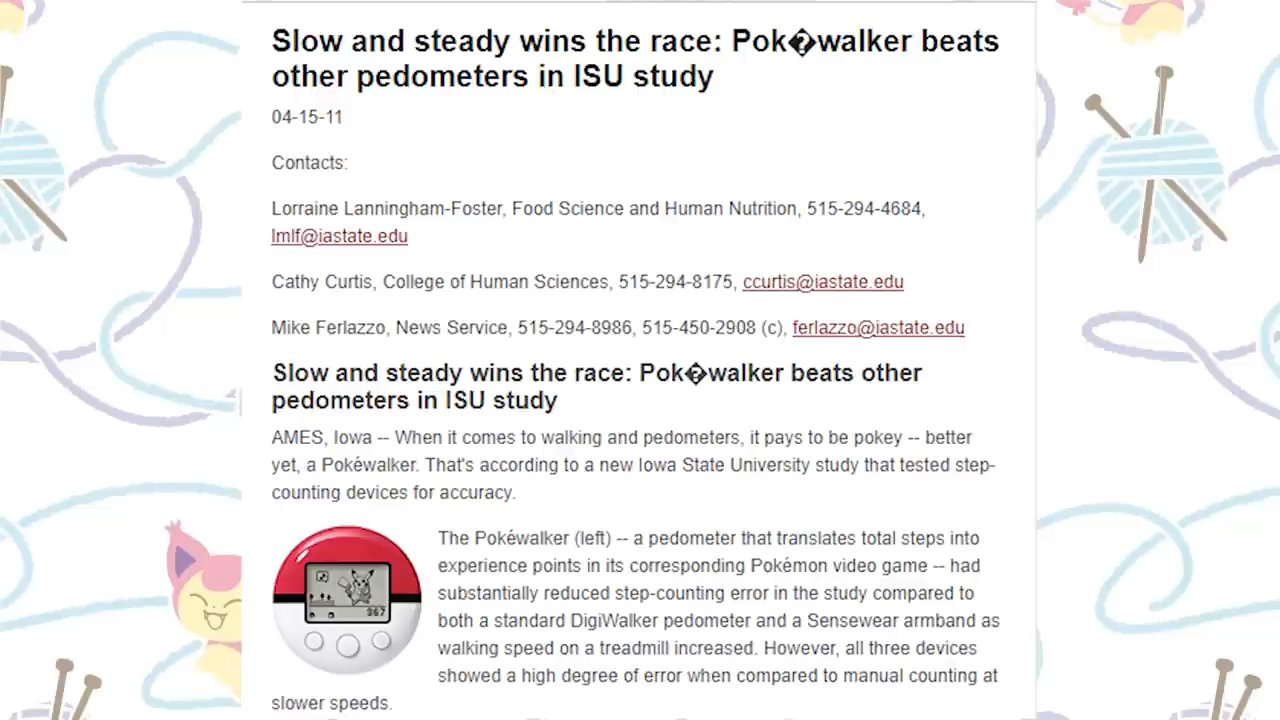 Slow and steady wins the race: Pok�walker beats
other pedometers in ISU study
04-15-11
Contacts:
Lorraine Lanningham-Foster, Food Science and Human Nutrition, 515-294-4684,
lmlf@iastate.edu
Cathy Curtis, College of Human Sciences, 515-294-8175, ccurtis@iastate.edu
Mike Ferlazzo, News Service, 515-294-8986, 515-450-2908 (c), ferlazzo@iastate.edu
Slow and steady wins the race: Pok�walker beats other
pedometers in ISU study
AMES, Iowa -- When it comes to walking and pedometers, it pays to be pokey -- better
yet, a Pokéwalker. That's according to a new Iowa State University study that tested step-
counting devices for accuracy.
The Pokéwalker (left) -- a pedometer that translates total steps into
experience points in its corresponding Pokémon video game -- had
substantially reduced step-counting error in the study compared to
both a standard DigiWalker pedometer and a Sensewear armband as
walking speed on a treadmill increased. However, all three devices
showed a high degree of error when compared to manual counting at
slower speeds.
367